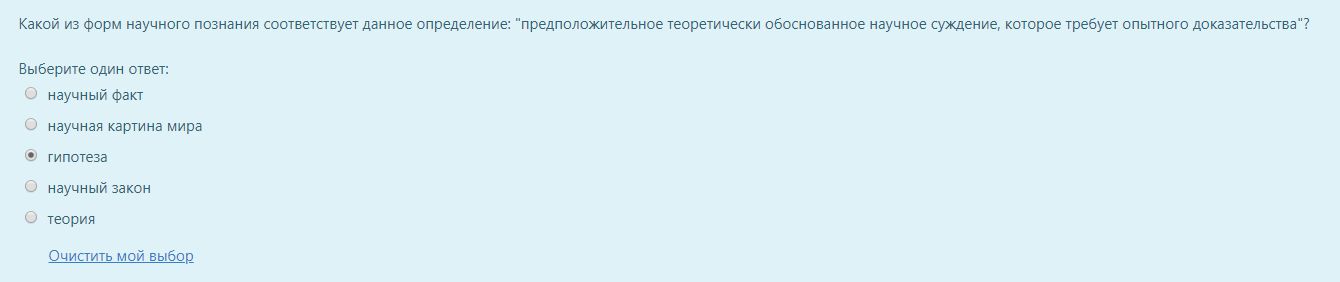 Какой из форм научного познания соответствует данное определение: "предположительное теоретически обоснованное научное суждение, которое требует опытного доказательства"?
Выберите один ответ:
научный факт
научная картина мира
гипотеза
научный закон
теория
Очистить мой выбор